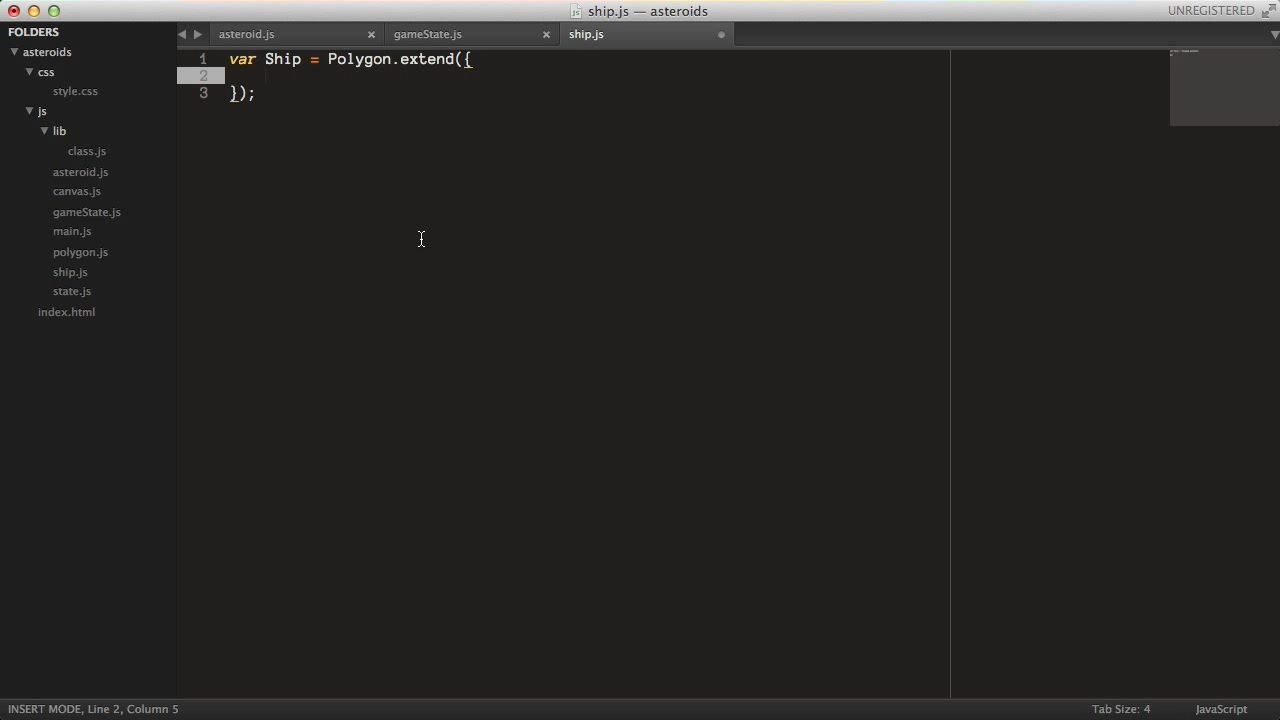 ship.js — asteroids
UNREGISTERED
FOLDERS
asteroids
css
style.css
js
lib
class.js
asteroid.js
canvas.js
gameState.js
main.js
polygon.js
ship.js
state.js
index.html
asteroid.js
gameState.js
ship.js
1 var Ship = Polygon.extend({
2
3 });
INSERT MODE, Line 2, Column 5
Tab Size: 4
JavaScript